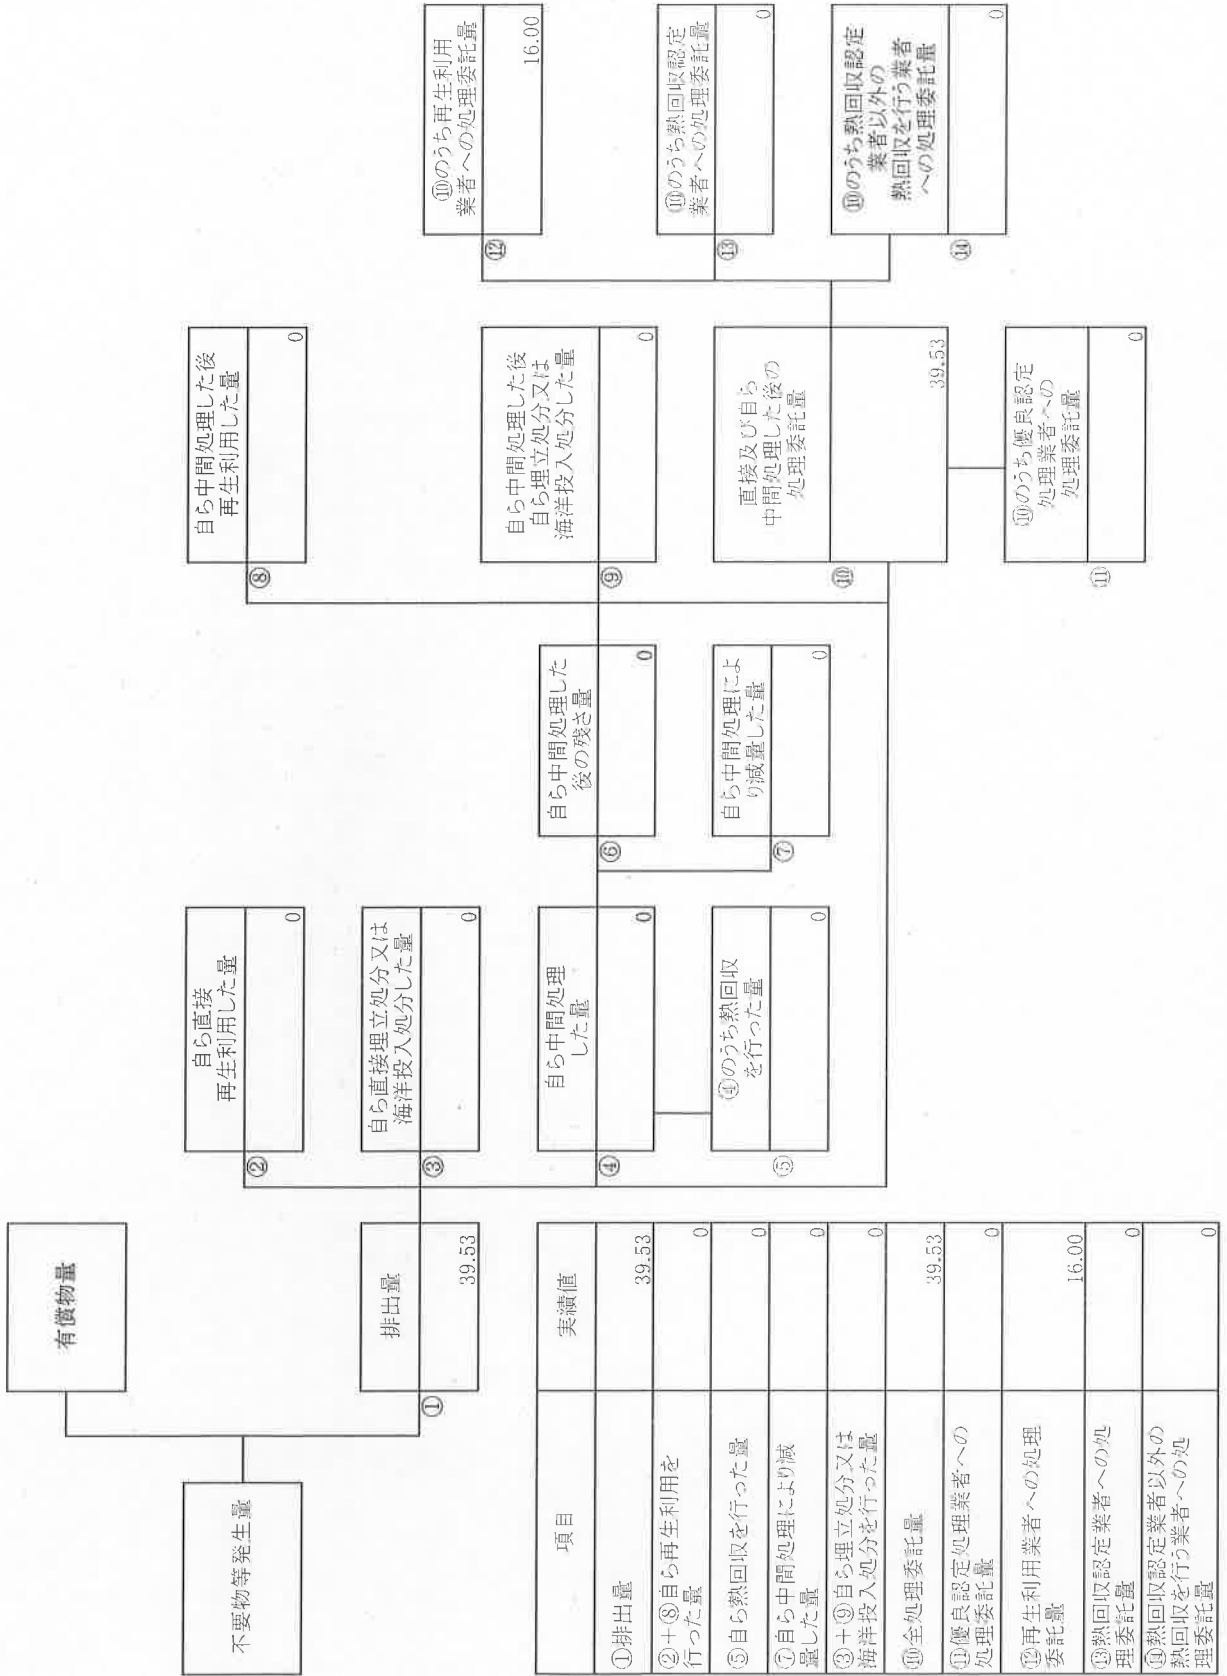 不要物等発生量
有償物量
①
排出量
39.53
②
自ら直接
再生利用した量
0
③
自ら直接埋立処分又は
海洋投入処分した量
0
④
自ら中間処理
した量
0
⑤
④のうち熱回収
を行った量
0
⑥
自ら中間処理した
後の残さ量
0
⑦
自ら中間処理によ
り減量した量
0
⑧
自ら中間処理した後
再生利用した量
0
⑨
自ら中間処理した後
自ら埋立処分又は
海洋投入処分した量
0
⑩
直接及び自ら
中間処理した後の
処理委託量
39.53
⑪
⑩のうち優良認定
処理業者への
処理委託量
0
⑫
⑩のうち再生利用
業者への処理委託量
16.00
⑬
⑩のうち熱回収認定
業者への処理委託量
0
⑭
⑩のうち熱回収認定
業者以外の
熱回収を行う業者
への処理委託量
0
項目
実績値
①排出量
39.53
②+⑧自ら再生利用を
行った量
0
⑤自ら熱回収を行った量
0
⑦自ら中間処理により減
量した量
0
③+⑨自ら埋立処分又は
海洋投入処分を行った量
0
⑩全処理委託量
39.53
⑪優良認定処理業者への
処理委託量
0
⑫再生利用業者への処理
委託量
16.00
⑬熱回収認定業者への処
理委託量
0
⑭熱回収認定業者以外の
熱回収を行う業者への処
理委託量
0